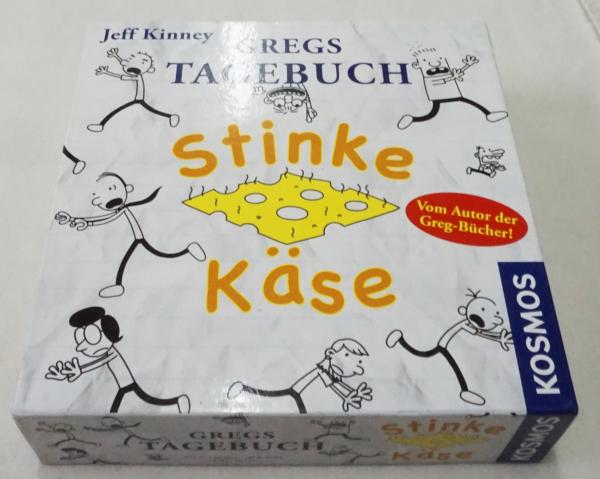 Jeff Kinney
GREGS
TAGEBUCH
Stinke
Käse
Vom Autor der
Greg-Bücher!
KOSMOS
GREGS
TAGEBUCH
Stinke
Käse
KOSMOS